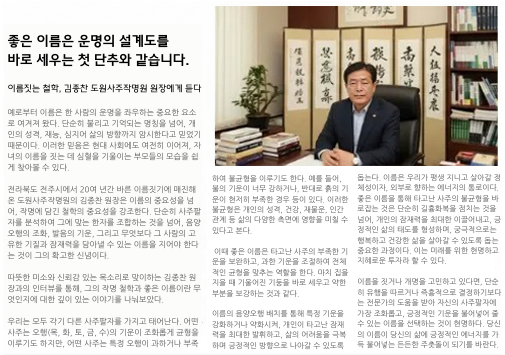 좋은 이름은 운명의 설계도를
바로 세우는 첫 단추와 같습니다.
이름짓는 철학, 김종찬 도원사주작명원 원장에게 듣다
예로부터 이름은 한 사람의 운명을 좌우하는 중요한 요소
로 여겨져 왔다. 단순히 불리고 기억되는 명칭을 넘어, 개
인의 성격, 재능, 심지어 삶의 방향까지 암시한다고 믿었기
때문이다. 이러한 믿음은 현대 사회에도 여전히 이어져, 자
녀의 이름을 짓는 데 심혈을 기울이는 부모들의 모습을 쉽
게 찾아볼 수 있다.
전라북도 전주시에서 20여 년간 바른 이름짓기에 매진해
온 도원사주작명원의 김종찬 원장은 이름의 중요성을 넘
어, 작명에 담긴 철학의 중요성을 강조한다. 단순히 사주팔
자를 분석하여 그에 맞는 한자를 조합하는 것을 넘어, 음양
오행의 조화, 발음의 기운, 그리고 무엇보다 그 사람의 고
유한 기질과 잠재력을 담아낼 수 있는 이름을 지어야 한다
는 것이 그의 확고한 신념이다.
따뜻한 미소와 신뢰감 있는 목소리로 맞이하는 김종찬 원
장과의 인터뷰를 통해, 그의 작명 철학과 좋은 이름이란 무
엇인지에 대한 깊이 있는 이야기를 나눠보았다.
우리는 모두 각기 다른 사주팔자를 가지고 태어난다. 어떤
사주는 오행(목, 화, 토, 금, 수)의 기운이 조화롭게 균형을
이루기도 하지만, 어떤 사주는 특정 오행이 과하거나 부족
하여 불균형을 이루기도 한다. 예를 들어,
불의 기운이 너무 강하거나, 반대로 흙의 기
운이 현저히 부족한 경우 등이 있다. 이러한
불균형은 개인의 성격, 건강, 재물운, 인간
관계 등 삶의 다양한 측면에 영향을 미칠 수
있다고 본다.
이때 좋은 이름은 타고난 사주의 부족한 기
운을 보완하고, 과한 기운을 조절하여 전체
적인 균형을 맞추는 역할을 한다. 마치 집을
지을 때 기울어진 기둥을 바로 세우고 약한
부분을 보강하는 것과 같다.
이름의 음양오행 배치를 통해 특정 기운을
강화하거나 약화시켜, 개인이 타고난 잠재
력을 최대한 발휘하고, 삶의 어려움을 극복
하며 긍정적인 방향으로 나아갈 수 있도록
돕는다. 이름은 우리가 평생 지니고 살아갈 정
체성이자, 외부로 향하는 에너지의 통로이다.
좋은 이름을 통해 타고난 사주의 불균형을 바
로잡는 것은 단순히 길흉화복을 점치는 것을
넘어, 개인의 잠재력을 최대한 이끌어내고, 긍
정적인 삶의 태도를 형성하며, 궁극적으로는
행복하고 건강한 삶을 살아갈 수 있도록 돕는
중요한 과정이다. 이는 미래를 위한 현명하고
지혜로운 투자라 할 수 있다.
이름을 짓거나 개명을 고민하고 있다면, 단순
히 유행을 따르거나 즉흥적으로 결정하기보다
는 전문가의 도움을 받아 자신의 사주팔자에
가장 조화롭고, 긍정적인 기운을 불어넣어 줄
수 있는 이름을 선택하는 것이 현명하다. 당신
의 이름이 당신의 삶에 긍정적인 에너지를 가
득 불어넣는 든든한 주춧돌이 되기를 바란다.